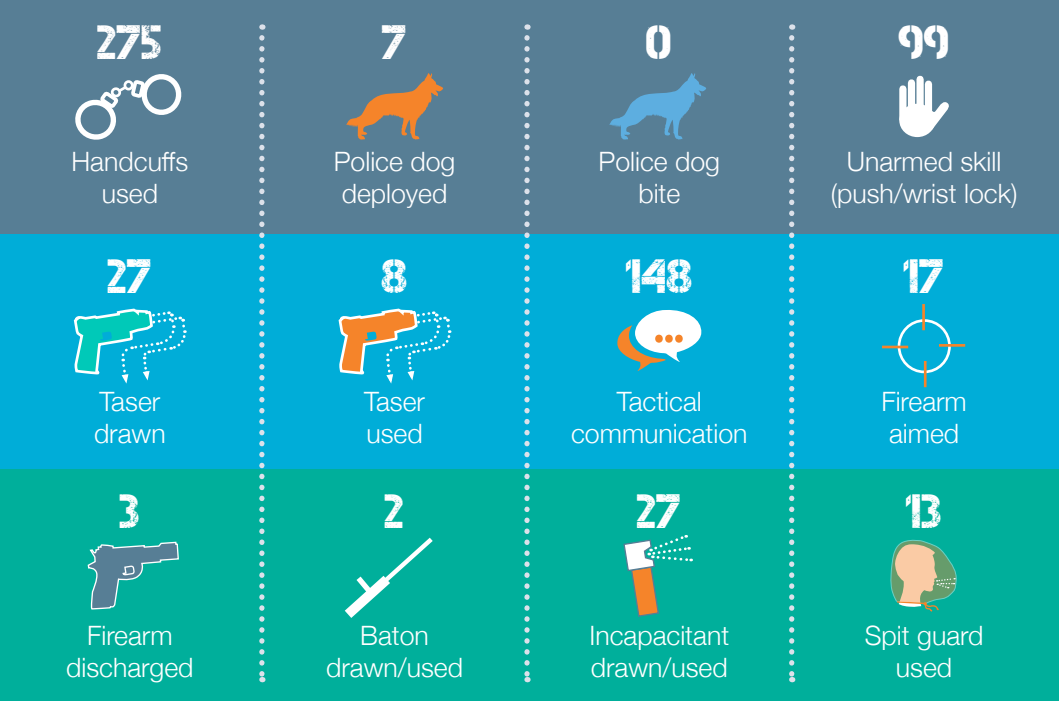 275
Handcuffs
used
7
Police dog
deployed
0
Police dog
bite
99
Unarmed skill
(push/wrist lock)
27
Taser
drawn
8
Taser
used
148
Tactical
communication
17
Firearm
aimed
3
Firearm
discharged
2
Baton
drawn/used
27
Incapacitant
drawn/used
13
Spit guard
used